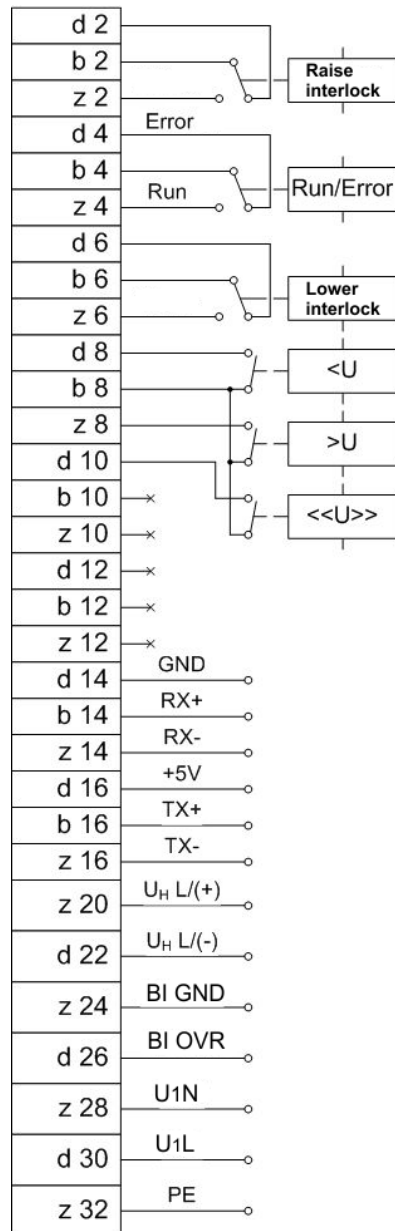 d 2
b 2
z 2
Raise
interlock
d 4
Error
b 4
z 4
Run
Run/Error
d 6
b 6
z 6
Lower
interlock
d 8
<U
b 8
z 8
>U
d 10
b 10
<<U>>
z 10
d 12
b 12
z 12
d 14
GND
b 14
RX+
z 14
RX-
d 16
+5V
b 16
TX+
z 16
TX-
z 20
UH L/(+)
d 22
UH L/(-)
z 24
BI GND
d 26
BI OVR
z 28
U1N
d 30
U1L
z 32
PE